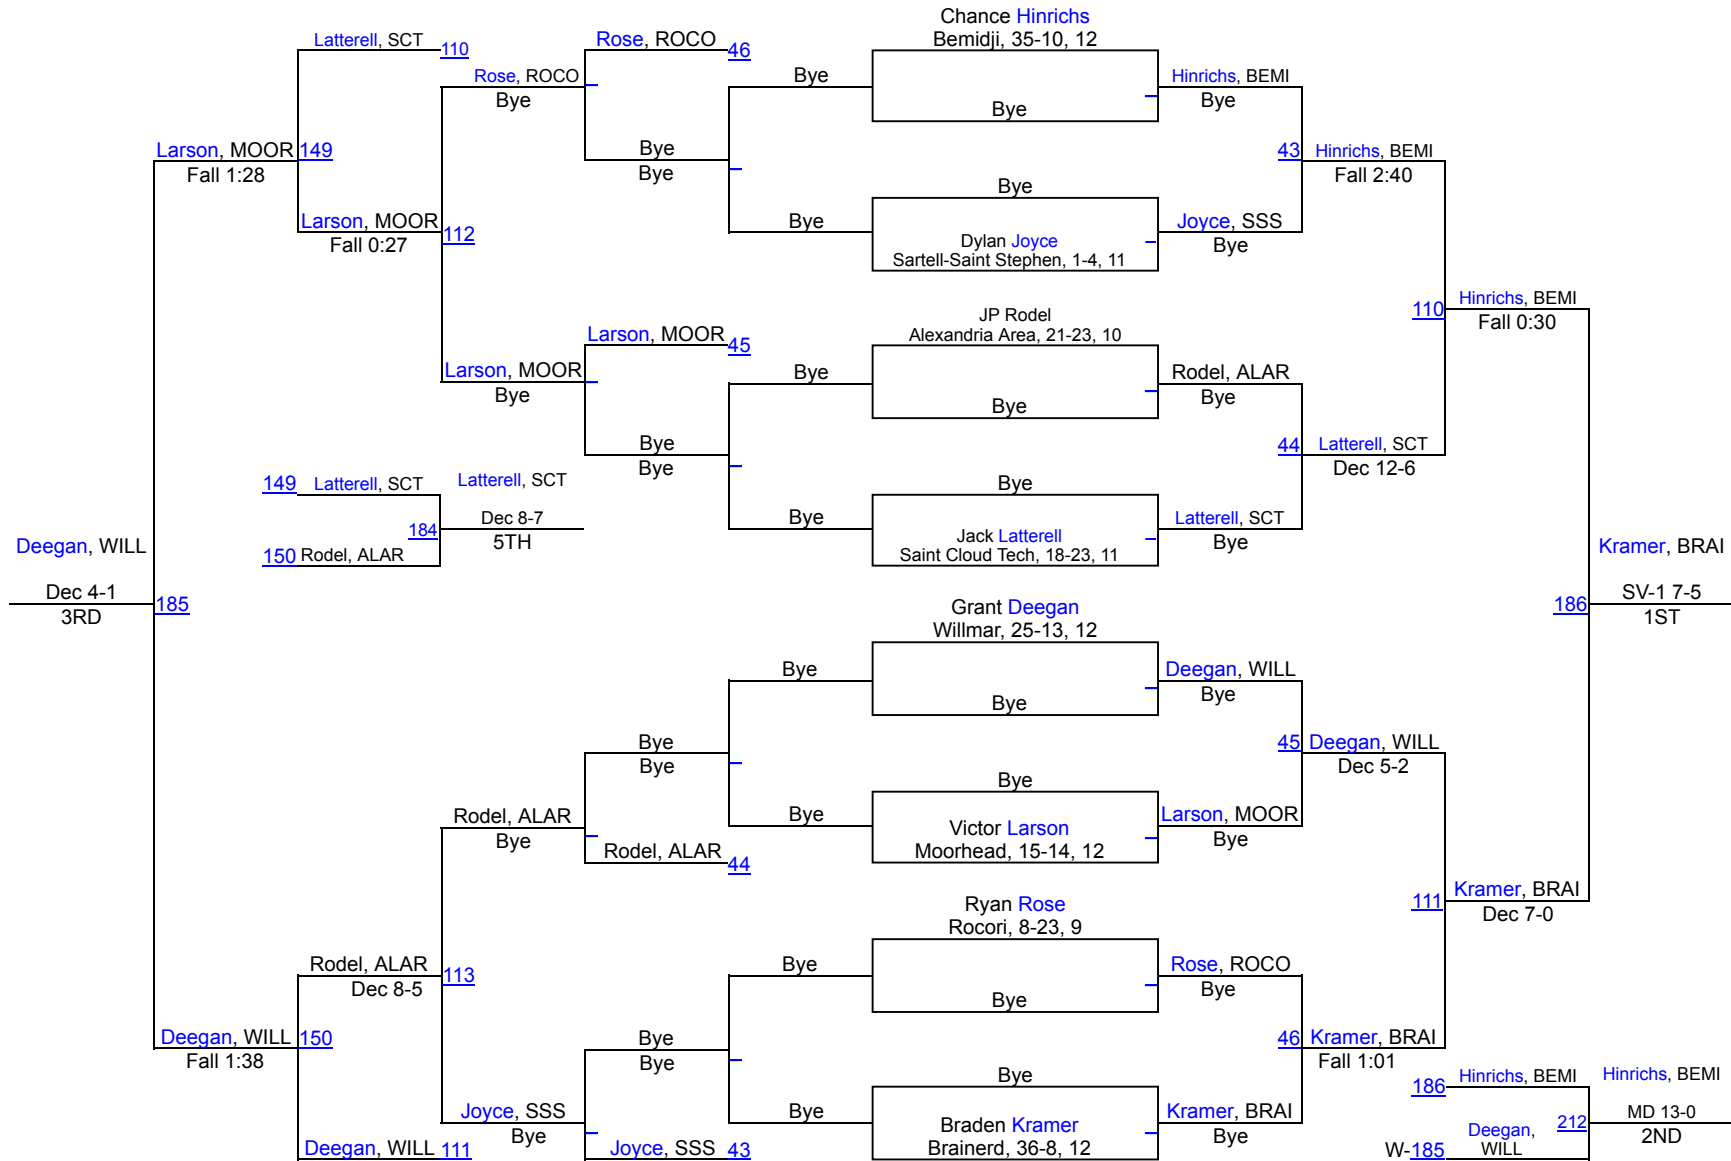 Chance Hinrichs
Latterell, SCT
110
Rose, ROCO
46
Bemidji, 35-10, 12
Rose, ROCO
Bye
Bye
Hinrichs, BEMI
Bye
Bye
Bye
Larson, MOOR
149
Fall 1:28
Bye
Bye
43
Hinrichs, BEMI
Fall 2:40
Bye
Larson, MOOR
112
Fall 0:27
Bye
Dylan Joyce
Sartell-Saint Stephen, 1-4, 11
Joyce, SSS
Bye
110
Hinrichs, BEMI
Fall 0:30
JP Rodel
Alexandria Area, 21-23, 10
Larson, MOOR
45
Larson, MOOR
Bye
Bye
Bye
Rodel, ALAR
Bye
Bye
Bye
44
Latterell, SCT
Dec 12-6
149
Latterell, SCT
Latterell, SCT
Bye
184
Dec 8-7
5TH
Bye
Jack Latterell
Saint Cloud Tech, 18-23, 11
Latterell, SCT
Bye
150
Rodel, ALAR
Deegan, WILL
Dec 4-1
3RD
185
Kramer, BRAI
186
SV-1 7-5
1ST
Grant Deegan
Willmar, 25-13, 12
Bye
Bye
Deegan, WILL
Bye
Bye
Bye
45
Deegan, WILL
Dec 5-2
Bye
Rodel, ALAR
Bye
Bye
Victor Larson
Moorhead, 15-14, 12
Larson, MOOR
Bye
Rodel, ALAR
44
111
Kramer, BRAI
Dec 7-0
Ryan Rose
Rocori, 8-23, 9
Rodel, ALAR
113
Dec 8-5
Bye
Bye
Rose, ROCO
Bye
Deegan, WILL
150
Fall 1:38
Bye
Bye
46
Kramer, BRAI
Fall 1:01
Bye
Joyce, SSS
Bye
Bye
Braden Kramer
Brainerd, 36-8, 12
Kramer, BRAI
Bye
186
Hinrichs, BEMI
Hinrichs, BEMI
212
MD 13-0
2ND
Deegan, WILL
111
Joyce, SSS
43
W-185
Deegan,
WILL